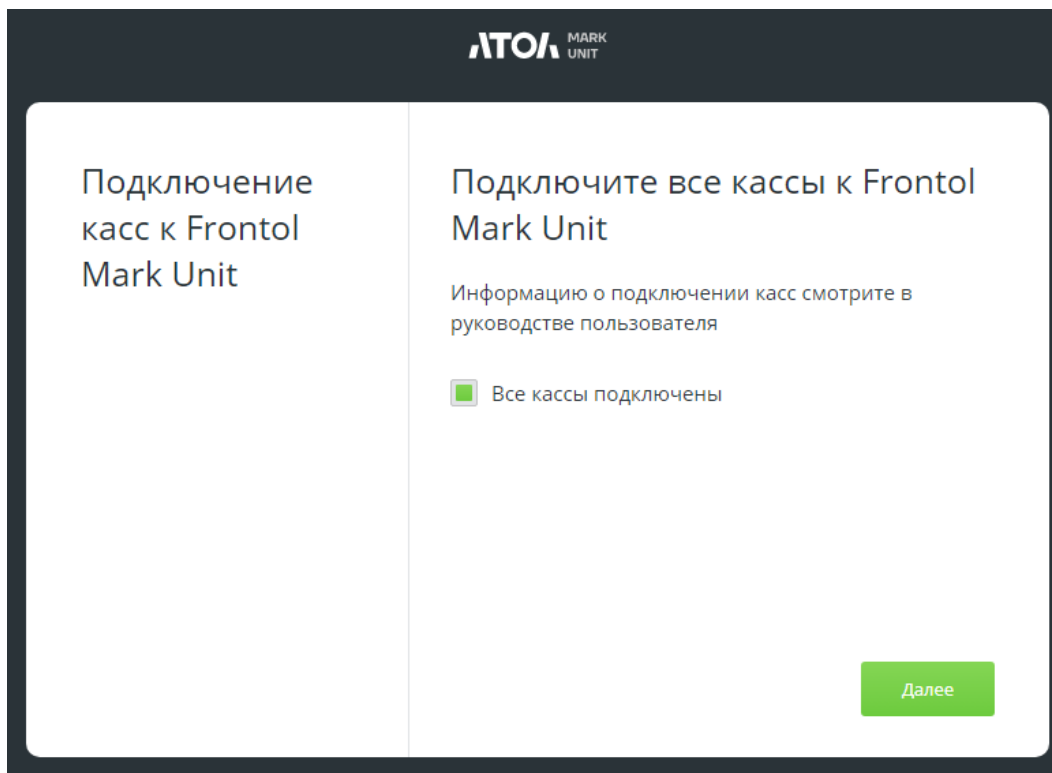 АТОЛ MARK
UNIT
Подключение
касс к Frontol
Mark Unit
Подключите все кассы к Frontol
Mark Unit
Информацию о подключении касс смотрите в
руководстве пользователя
Все кассы подключены
Далее